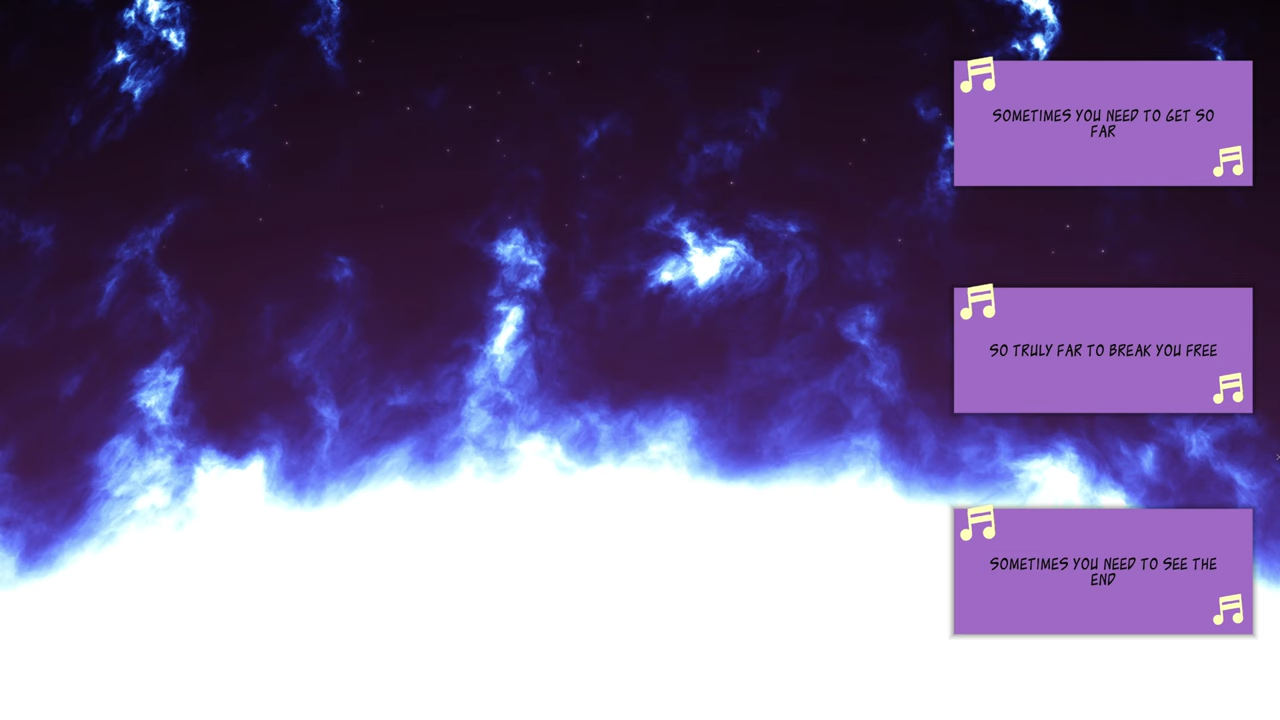 SOMETIMES YOU NEED TO GET SO
FAR
SO TRULY FAR TO BREAK YOU FREE
SOMETIMES YOU NEED TO SEE THE
END